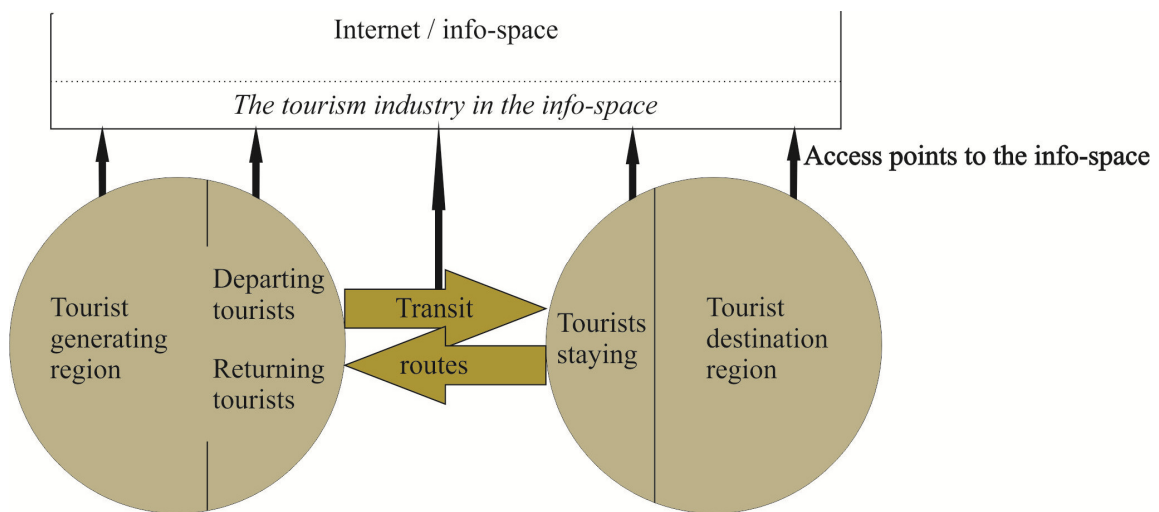 Internet / info-space
The tourism industry in the info-space
Access points to the info-space
Tourist
generating
region
Departing
tourists
Returning
tourists
Transit
routes
Tourists
staying
Tourist
destination
region